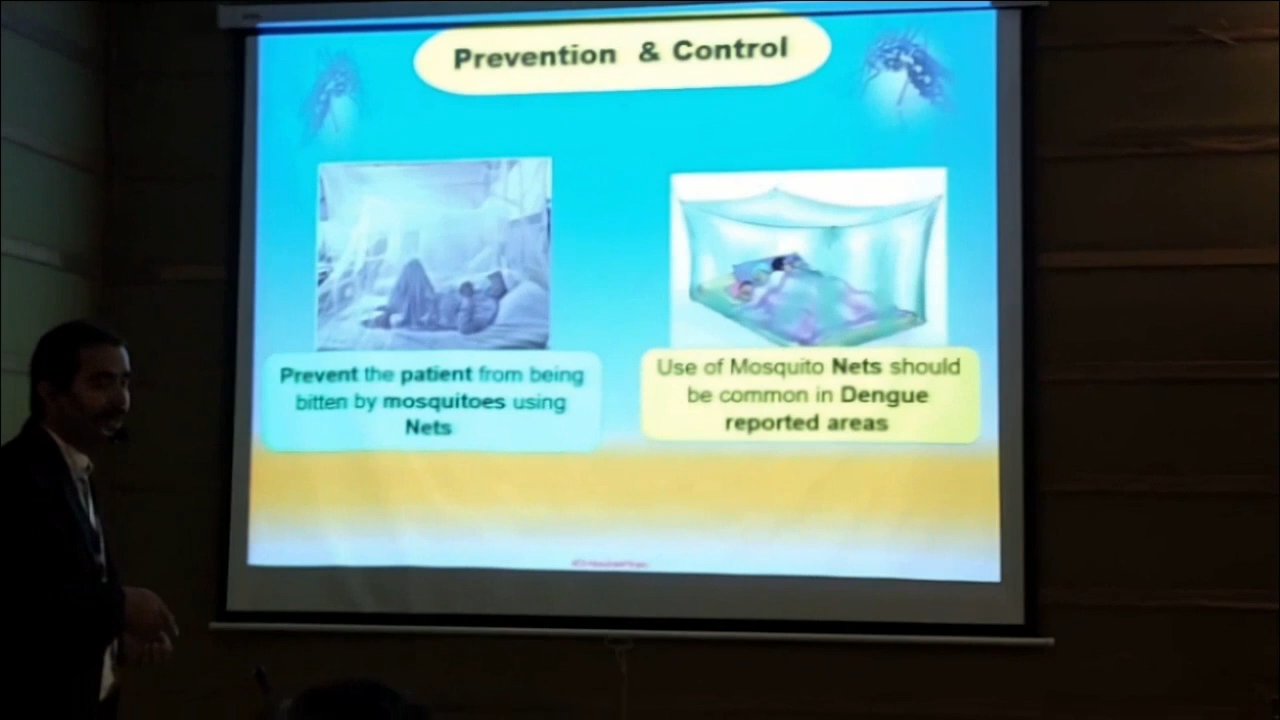 Prevention & Control
Prevent the patient from being
bitten by mosquitoes using
Nets
Use of Mosquito Nets should
be common in Dengue
reported areas